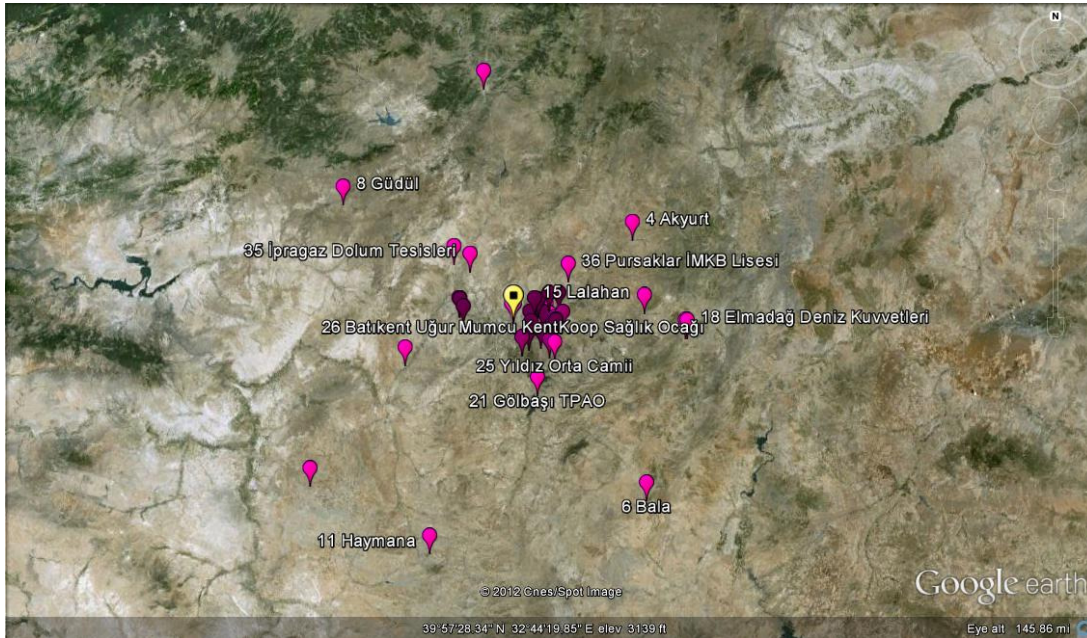 N
8 Güdül
4 Akyurt
35 İpragaz Dolum Tesisleri
36 Pursaklar İMKB Lisesi
15 Lalahan
18 Elmadağ Deniz Kuvvetleri
26 Batıkent Uğur Mumcu KentKoop Sağlık Ocağı
25 Yıldız Orta Camii
21 Gölbaşı TPAO
6 Bala
11 Haymana
© 2012 Cnes/Spot Image
Google earth
39°57'28.34" N 32°44'19.85" E elev 3139 ft
Eye alt 145.86 mi